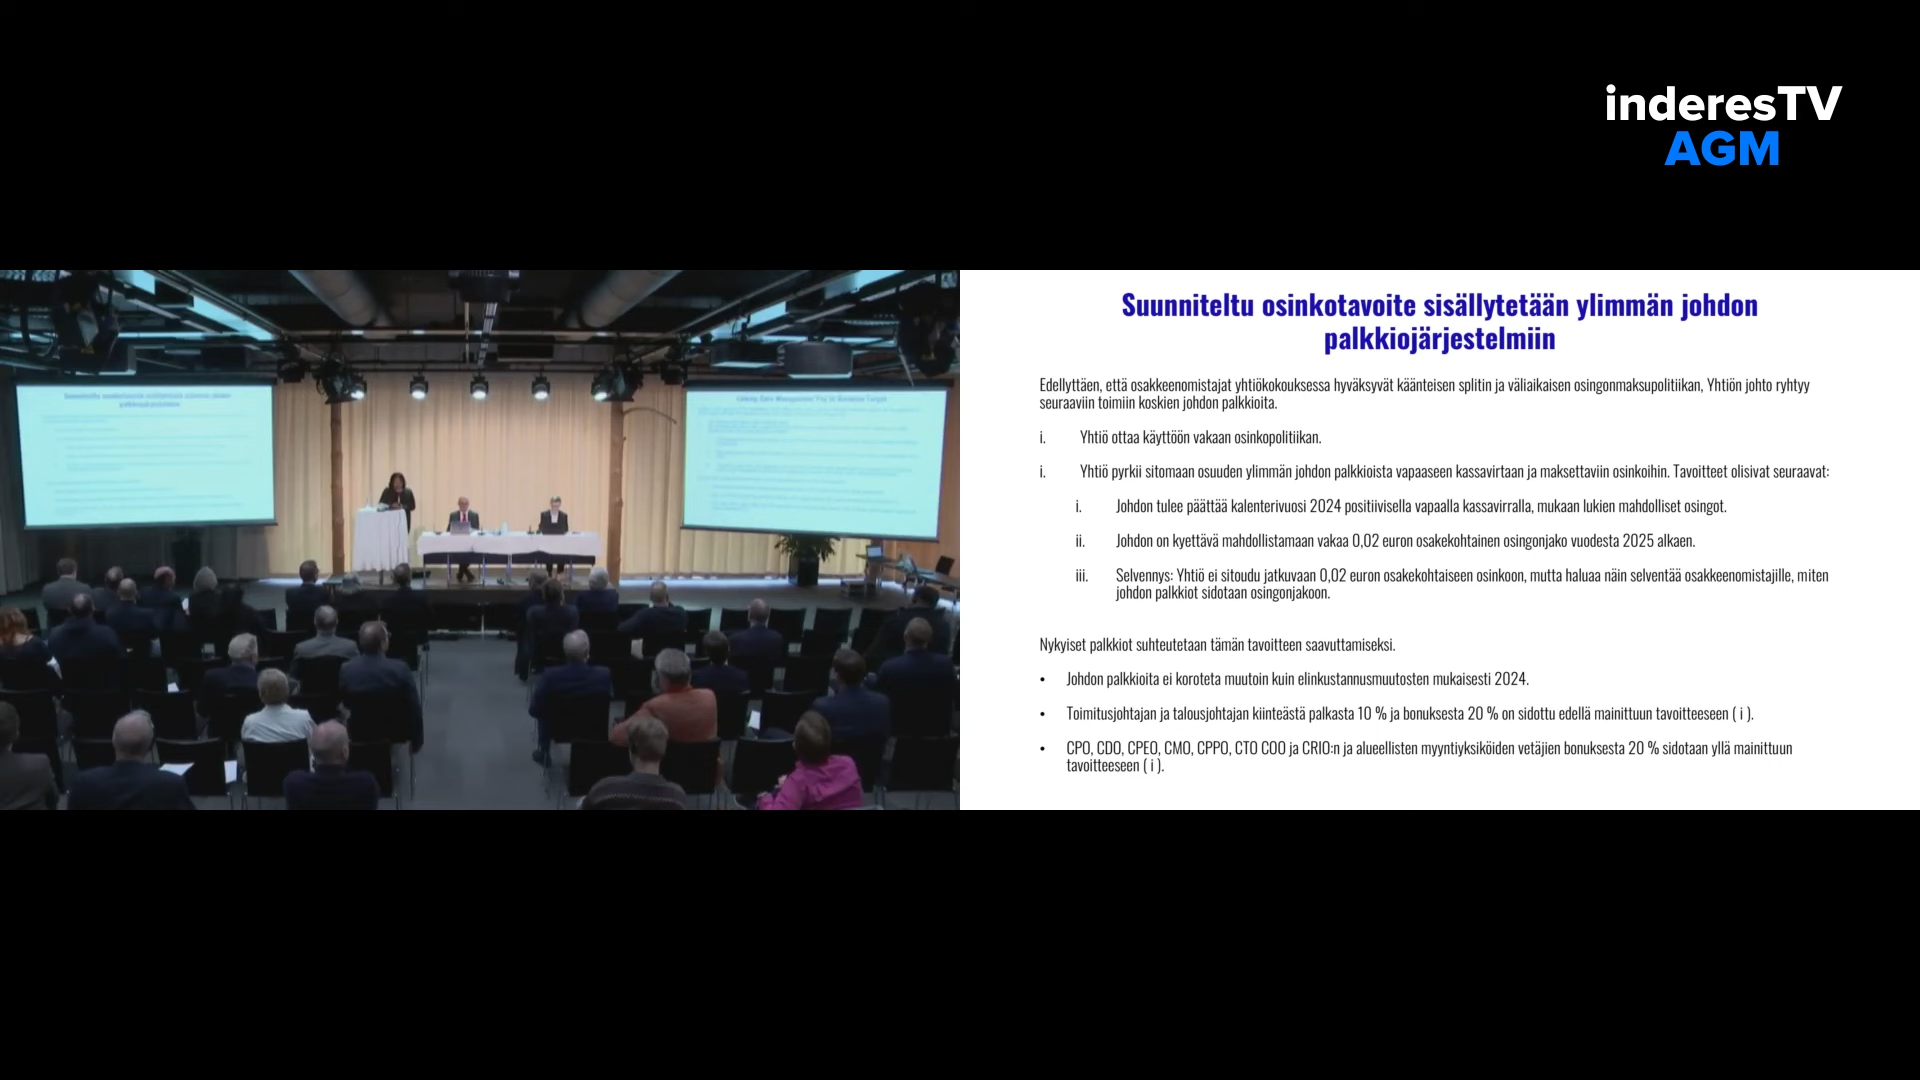 inderesTV
AGM
Suunniteltu osinkotavoite sisällytetään ylimmän johdon
palkkiojärjestelmiin
Edellyttäen, että osakkeenomistajat yhtiökokouksessa hyväksyvät käänteisen splitin ja väliaikaisen osingonmaksupolitiikan, Yhtiön johto ryhtyy
seuraaviin toimiin koskien johdon palkkioita.
i. Yhtiö ottaa käyttöön vakaan osinkopolitiikan.
i. Yhtiö pyrkii sitomaan osuuden ylimmän johdon palkkioista vapaaseen kassavirtaan ja maksettaviin osinkoihin. Tavoitteet olisivat seuraavat:
i. Johdon tulee päättää kalenterivuosi 2024 positiivisella vapaalla kassavirralla, mukaan lukien mahdolliset osingot.
ii. Johdon on kyettävä mahdollistamaan vakaa 0,02 euron osakekohtainen osingonjako vuodesta 2025 alkaen.
iii. Selvennys: Yhtiö ei sitoudu jatkuvaan 0,02 euron osakekohtaiseen osinkoon, mutta haluaa näin selventää osakkeenomistajille, miten
johdon palkkiot sidotaan osingonjakoon.
Nykyiset palkkiot suhteutetaan tämän tavoitteen saavuttamiseksi.
• Johdon palkkioita ei koroteta muutoin kuin elinkustannusmuutosten mukaisesti 2024.
• Toimitusjohtajan ja talousjohtajan kiinteästä palkasta 10 % ja bonuksesta 20 % on sidottu edellä mainittuun tavoitteeseen ( i ).
• CPO, CDO, CPEO, CMO, CPPO, CTO COO ja CRIO:n ja alueellisten myyntiyksiköiden vetäjien bonuksesta 20 % sidotaan yllä mainittuun
tavoitteeseen ( i ).